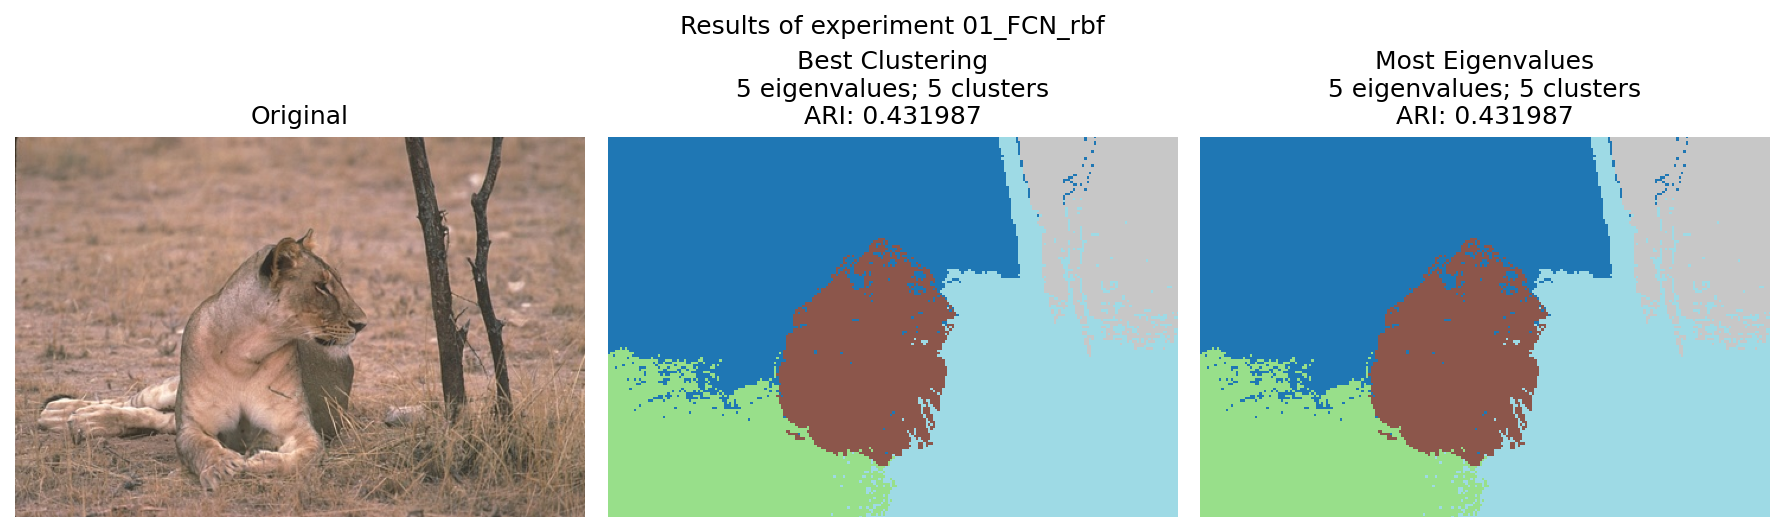 Results of experiment 01_FCN_rbf
Original
Best Clustering
5 eigenvalues; 5 clusters
ARI: 0.431987
Most Eigenvalues
5 eigenvalues; 5 clusters
ARI: 0.431987